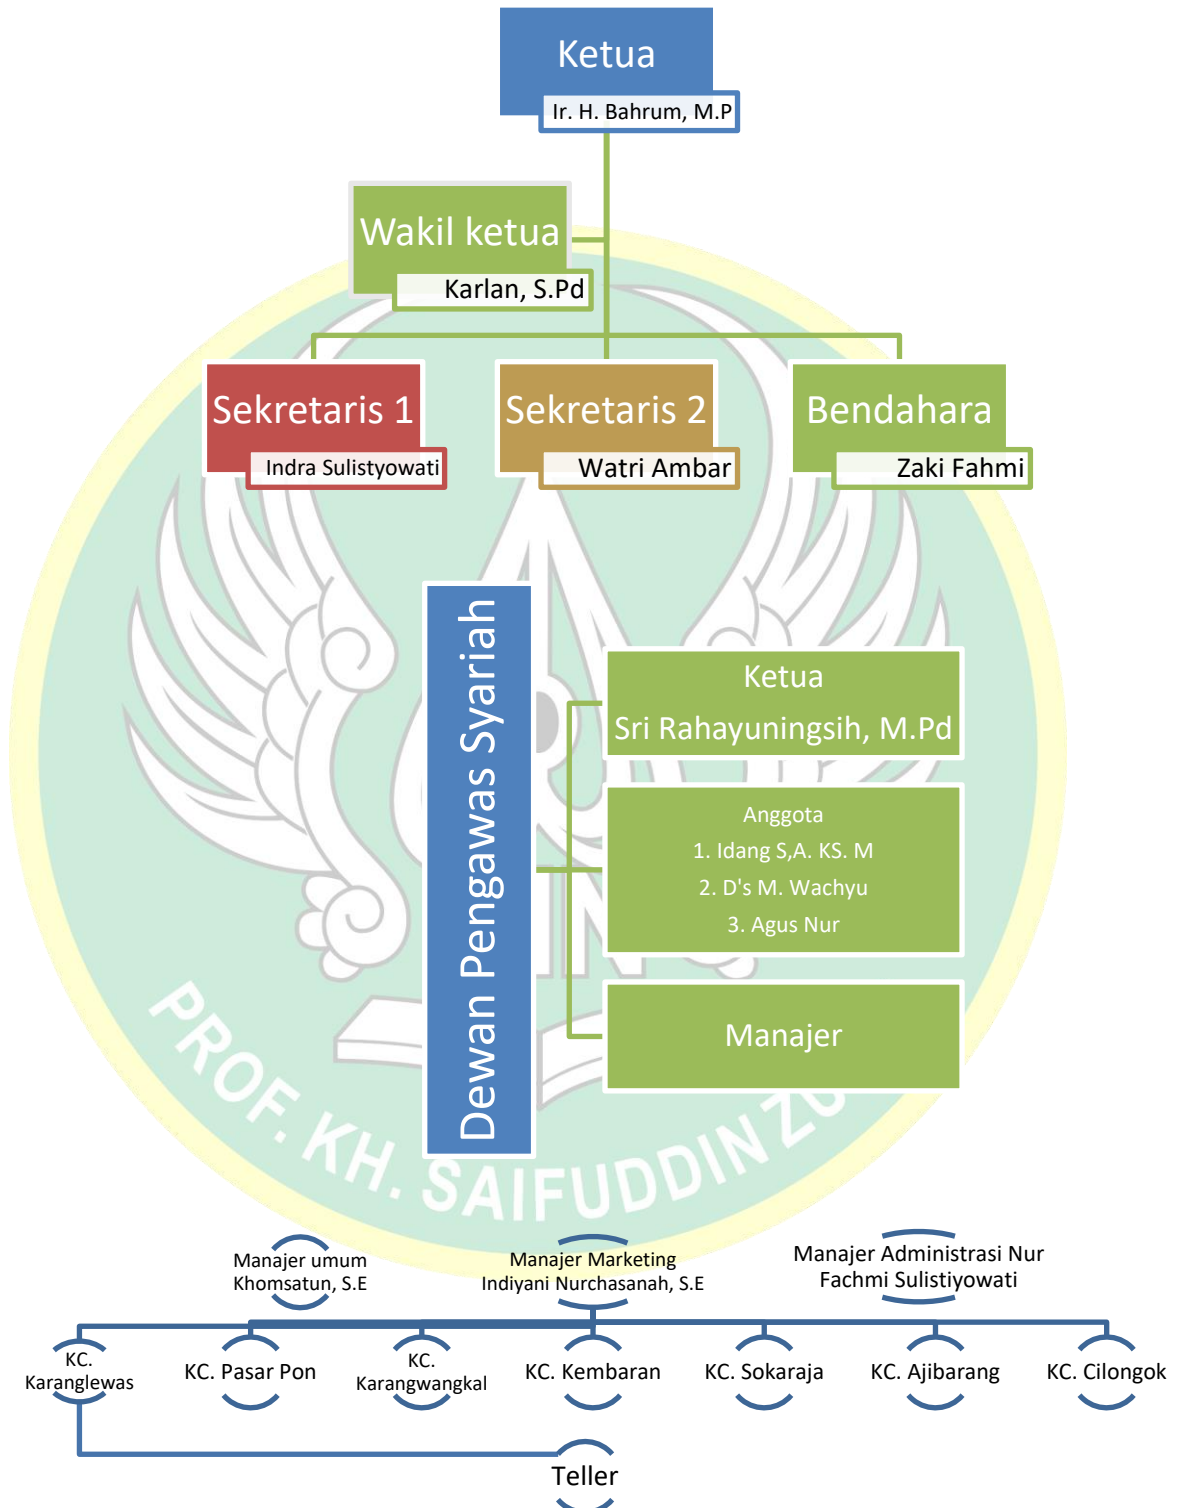 Ketua
Ir. H. Bahrum, M.P
Wakil ketua
Karlan, S.Pd
Sekretaris 1
Indra Sulistyowati
Sekretaris 2
Watri Ambar
Bendahara
Zaki Fahmi
Dewan Pengawas Syariah
Ketua
Sri Rahayuningsih, M.Pd
Anggota
1. Idang S,A. KS. M
2. D's M. Wachyu
3. Agus Nur
Manajer
PROF. KH. SAIFUDDIN
Manajer umum
Khomsatun, S.E
Manajer Marketing
Indiyani Nurchasanah, S.E
Manajer Administrasi Nur
Fachmi Sulistiyowati
KC.
Karanglewas
KC. Pasar Pon
KC.
Karangwangkal
KC. Kembaran
KC. Sokaraja
KC. Ajibarang
KC. Cilongok
Teller